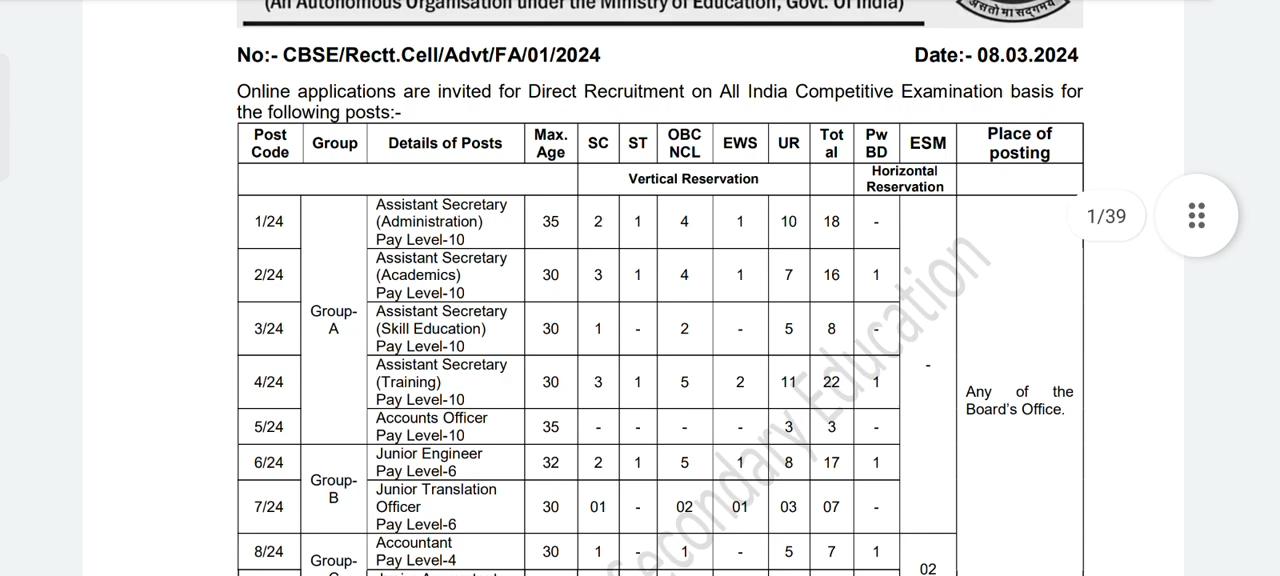 (An Autonomous Organisation under the Ministry of Education, Govt. Of India)
असतो मा सद्गमय
No:- CBSE/Rectt.Cell/Advt/FA/01/2024 Date:- 08.03.2024
Online applications are invited for Direct Recruitment on All India Competitive Examination basis for
the following posts:-
Post Code Group Details of Posts Max. Age SC ST OBC NCL EWS UR Tot al Pw BD ESM Place of posting
Vertical Reservation Horizontal Reservation
1/24 Assistant Secretary (Administration) Pay Level-10 35 2 1 4 1 10 18 -
2/24 Assistant Secretary (Academics) Pay Level-10 30 3 1 4 1 7 16 1
Group-A
3/24 Assistant Secretary (Skill Education) Pay Level-10 30 1 - 2 - 5 8 -
-
4/24 Assistant Secretary (Training) Pay Level-10 30 3 1 5 2 11 22 1
Any of the
Board's Office.
5/24 Accounts Officer Pay Level-10 35 - - - - 3 3 -
6/24 Junior Engineer Pay Level-6 32 2 1 5 1 8 17 1
Group-B
7/24 Junior Translation Officer Pay Level-6 30 01 - 02 01 03 07 -
8/24 Accountant Pay Level-4 30 1 - 1 - 5 7 1
Group-
02
1/39
Secondary Education